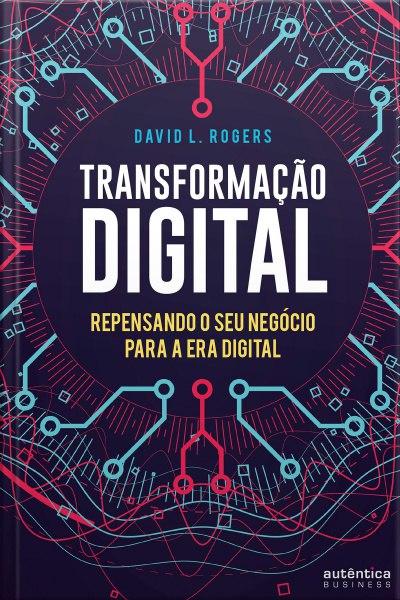 DAVID L. ROGERS
TRANSFORMAÇÃO
DIGITAL
REPENSANDO O SEU NEGÓCIO
PARA A ERA DIGITAL
autêntica
BUSINESS